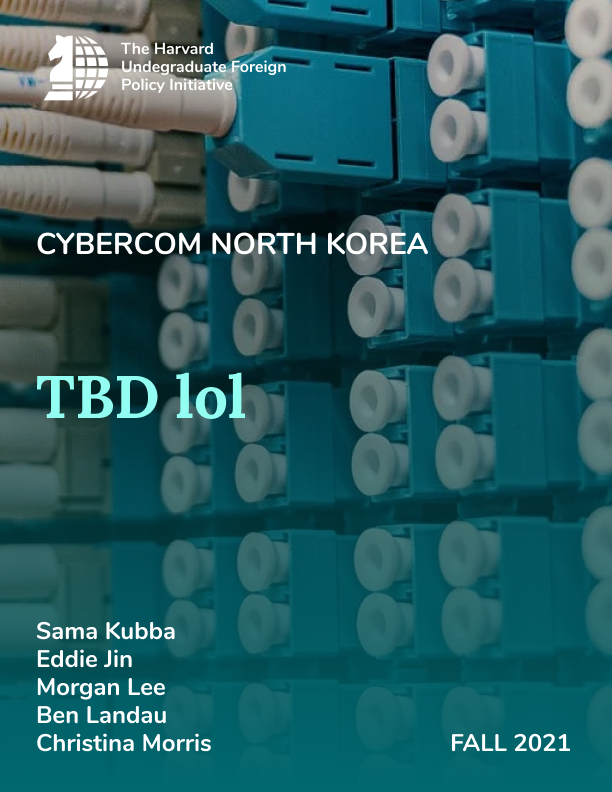 The Harvard
Undergraduate Foreign
Policy Initiative
CYBERCOM NORTH KOREA
TBD lol
Sama Kubba
Eddie Jin
Morgan Lee
Ben Landau
Christina Morris
FALL 2021